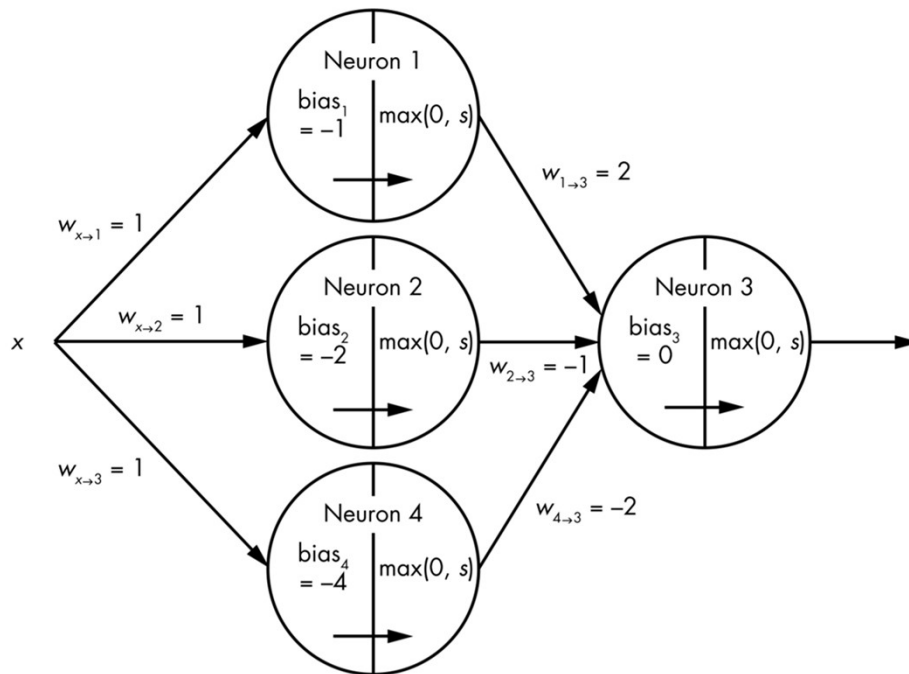 Neuron 1
bias₁
= –1
max(0, s)
w₁→₃ = 2
wₓ→₁ = 1
Neuron 2
bias₂
= –2
max(0, s)
Neuron 3
bias₃
= 0
max(0, s)
x
wₓ→₂ = 1
w₂→₃ = –1
wₓ→₃ = 1
Neuron 4
bias₄
= –4
max(0, s)
w₄→₃ = –2